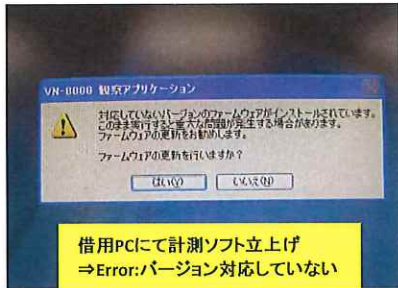 VN-8000 観察アプリケーション
対応していないバージョンのファームウェアがインストールされています。
このまま実行すると重大な問題が発生する場合があります。
ファームウェアの更新をお勧めします。
ファームウェアの更新を行いますか？
はい(Y) いいえ(N)
借用PCにて計測ソフト立上げ
⇒Error:バージョン対応していない